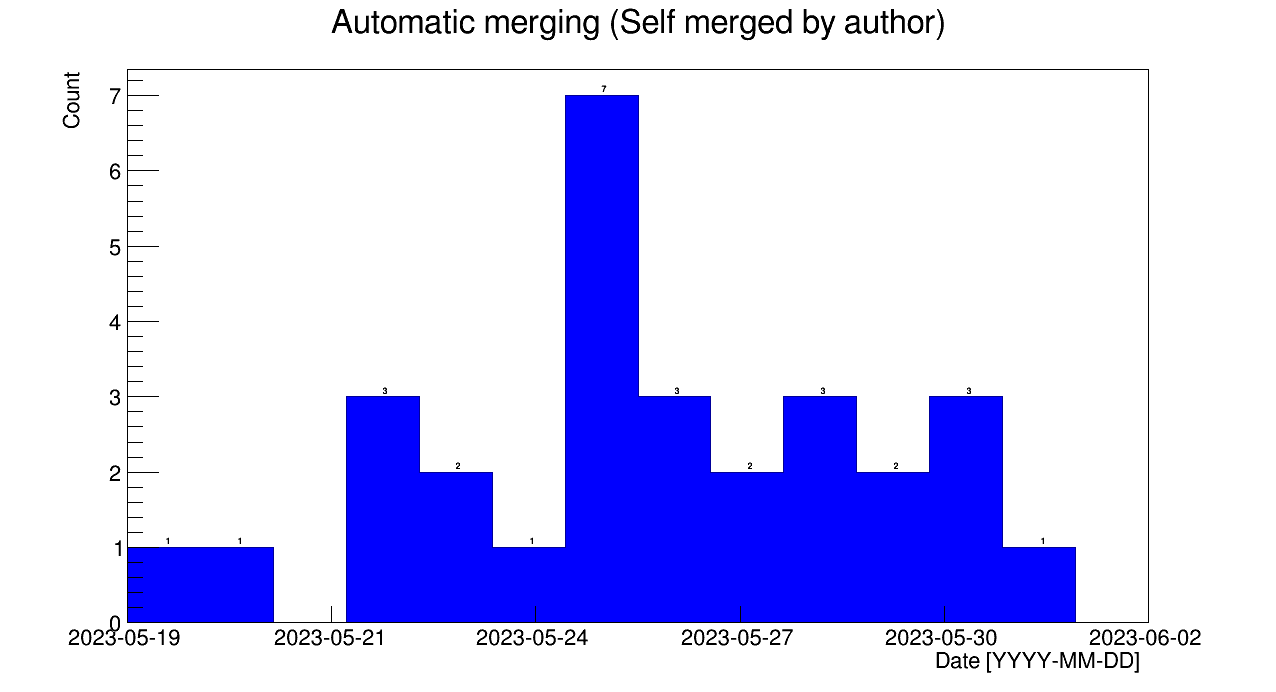 Automatic merging (Self merged by author)
Count
7
7
6
5
4
3
3 3 3 3
2
2 2 2
1
1 1 1 1
0
2023-05-19 2023-05-21 2023-05-24 2023-05-27 2023-05-30 2023-06-02
Date [YYYY-MM-DD]